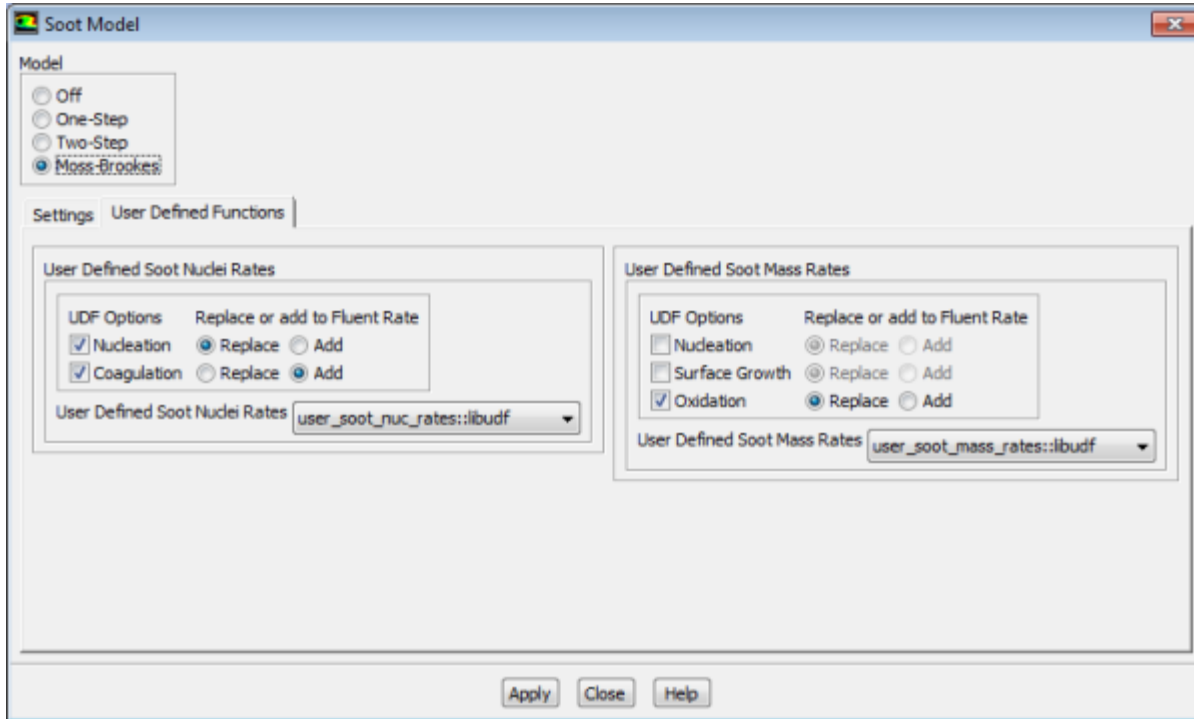 Soot Model
Model
Off
One-Step
Two-Step
Moss-Brookes
Settings User Defined Functions
User Defined Soot Nuclei Rates
UDF Options Replace or add to Fluent Rate
Nucleation Replace Add
Coagulation Replace Add
User Defined Soot Nuclei Rates user_soot_nuc_rates::libudf
User Defined Soot Mass Rates
UDF Options Replace or add to Fluent Rate
Nucleation Replace Add
Surface Growth Replace Add
Oxidation Replace Add
User Defined Soot Mass Rates user_soot_mass_rates::libudf
Apply Close Help